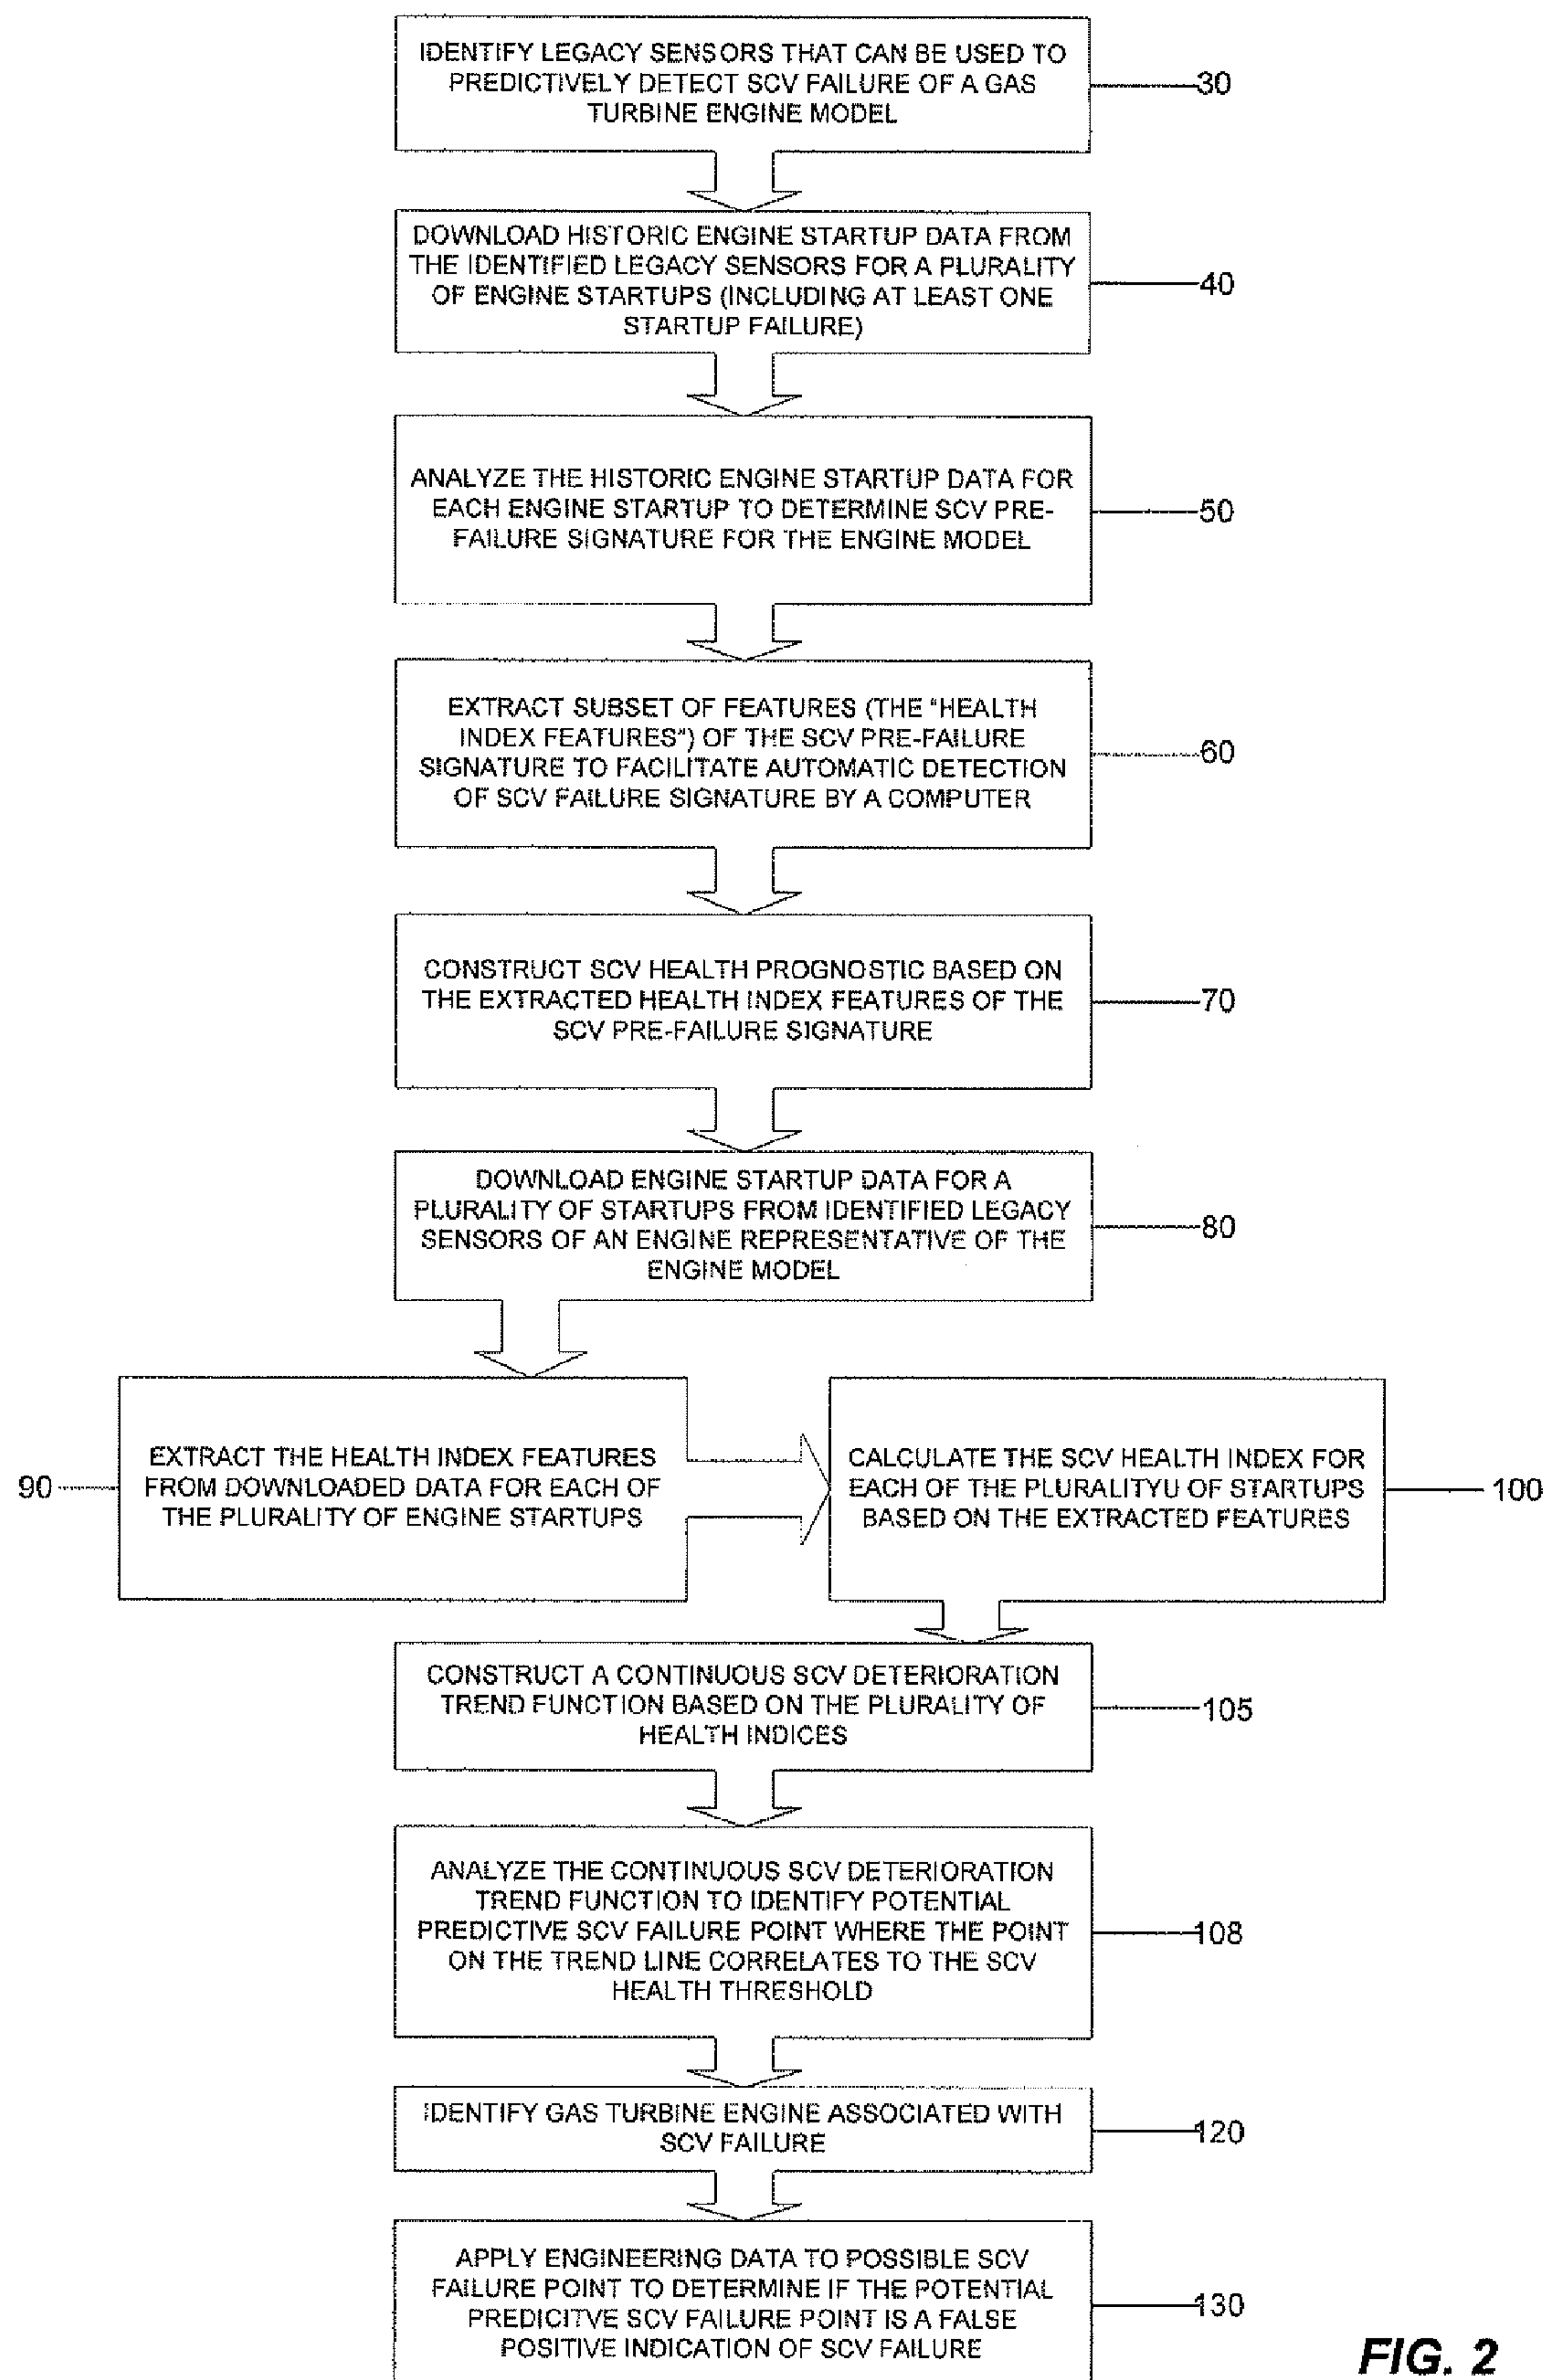 IDENTIFY LEGACY SENSORS THAT CAN BE USED TO
PREDICTIVELY DETECT SCV FAILURE OF A GAS
TURBINE ENGINE MODEL
30
DOWNLOAD HISTORIC ENGINE STARTUP DATA FROM
THE IDENTIFIED LEGACY SENSORS FOR A PLURALITY
OF ENGINE STARTUPS (INCLUDING AT LEAST ONE
STARTUP FAILURE)
40
ANALYZE THE HISTORIC ENGINE STARTUP DATA FOR
EACH ENGINE STARTUP TO DETERMINE SCV PRE-
FAILURE SIGNATURE FOR THE ENGINE MODEL
50
EXTRACT SUBSET OF FEATURES (THE "HEALTH
INDEX FEATURES") OF THE SCV PRE-FAILURE
SIGNATURE TO FACILITATE AUTOMATIC DETECTION
OF SCV FAILURE SIGNATURE BY A COMPUTER
60
CONSTRUCT SCV HEALTH PROGNOSTIC BASED ON
THE EXTRACTED HEALTH INDEX FEATURES OF THE
SCV PRE-FAILURE SIGNATURE
70
DOWNLOAD ENGINE STARTUP DATA FOR A
PLURALITY OF STARTUPS FROM IDENTIFIED LEGACY
SENSORS OF AN ENGINE REPRESENTATIVE OF THE
ENGINE MODEL
80
90
EXTRACT THE HEALTH INDEX FEATURES
FROM DOWNLOADED DATA FOR EACH OF
THE PLURALITY OF ENGINE STARTUPS
CALCULATE THE SCV HEALTH INDEX FOR
EACH OF THE PLURALITYU OF STARTUPS
BASED ON THE EXTRACTED FEATURES
100
CONSTRUCT A CONTINUOUS SCV DETERIORATION
TREND FUNCTION BASED ON THE PLURALITY OF
HEALTH INDICES
105
ANALYZE THE CONTINUOUS SCV DETERIORATION
TREND FUNCTION TO IDENTIFY POTENTIAL
PREDICTIVE SCV FAILURE POINT WHERE THE POINT
ON THE TREND LINE CORRELATES TO THE SCV
HEALTH THRESHOLD
108
IDENTIFY GAS TURBINE ENGINE ASSOCIATED WITH
SCV FAILURE
120
APPLY ENGINEERING DATA TO POSSIBLE SCV
FAILURE POINT TO DETERMINE IF THE POTENTIAL
PREDICITVE SCV FAILURE POINT IS A FALSE
POSITIVE INDICATION OF SCV FAILURE
130
FIG. 2